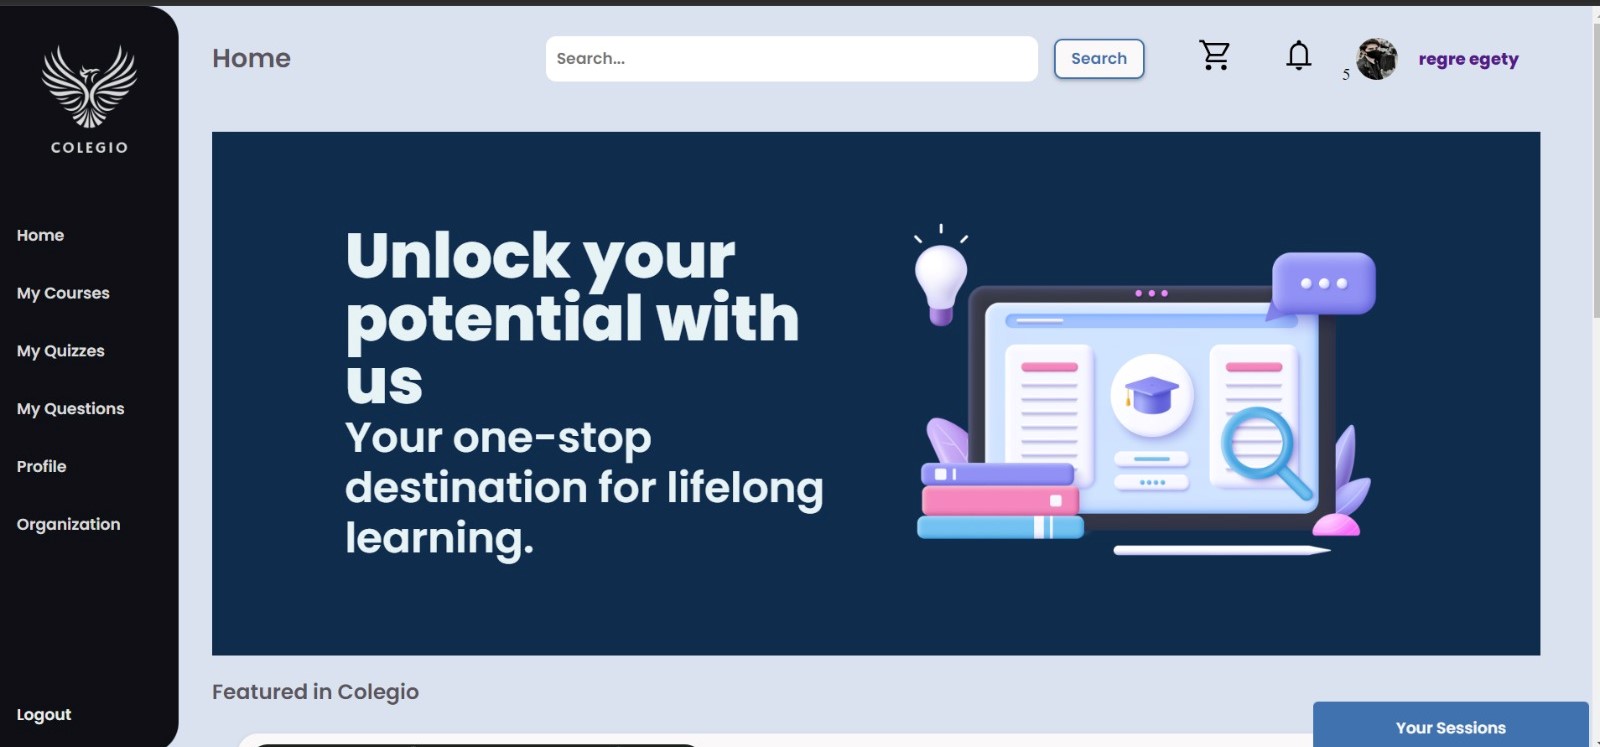 COLEGIO
Home
My Courses
My Quizzes
My Questions
Profile
Organization
Logout
Home
Search...
Search
5
regre egety
Unlock your
potential with
us
Your one-stop
destination for lifelong
learning.
Featured in Colegio
Your Sessions